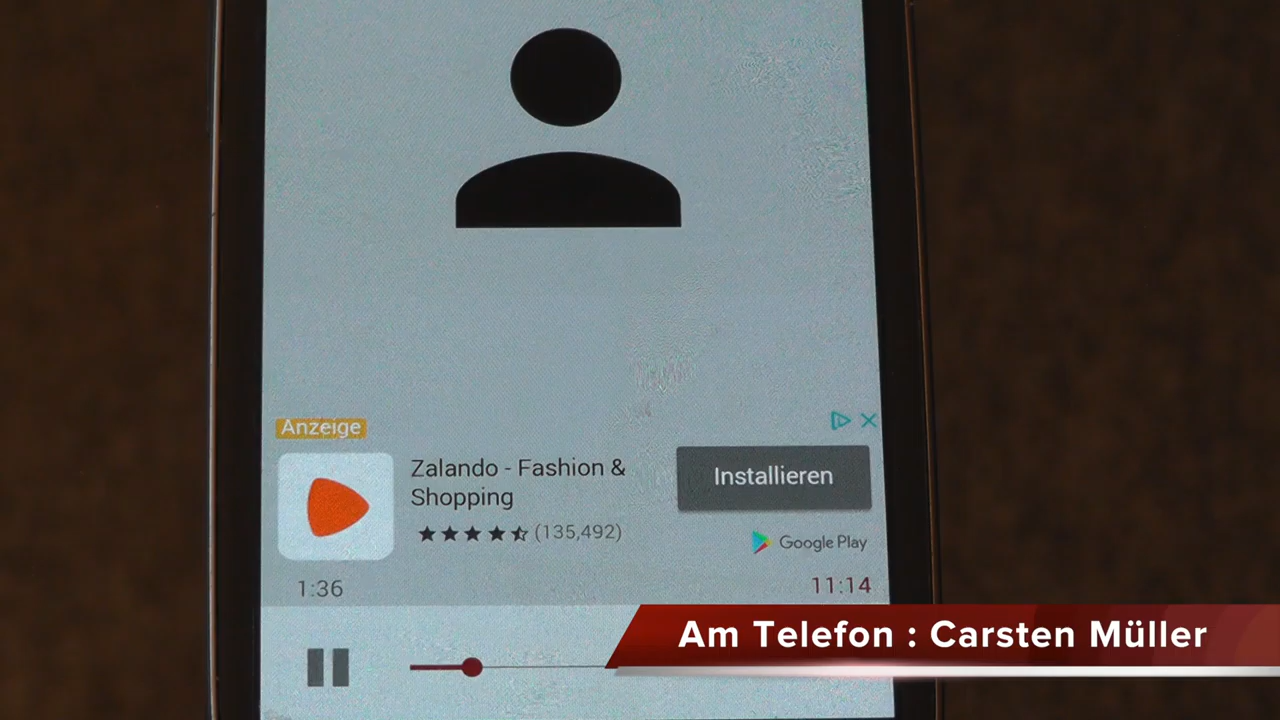 Anzeige
Zalando - Fashion &
Shopping
(135,492)
Installieren
Google Play
1:36
11:14
Am Telefon : Carsten Müller